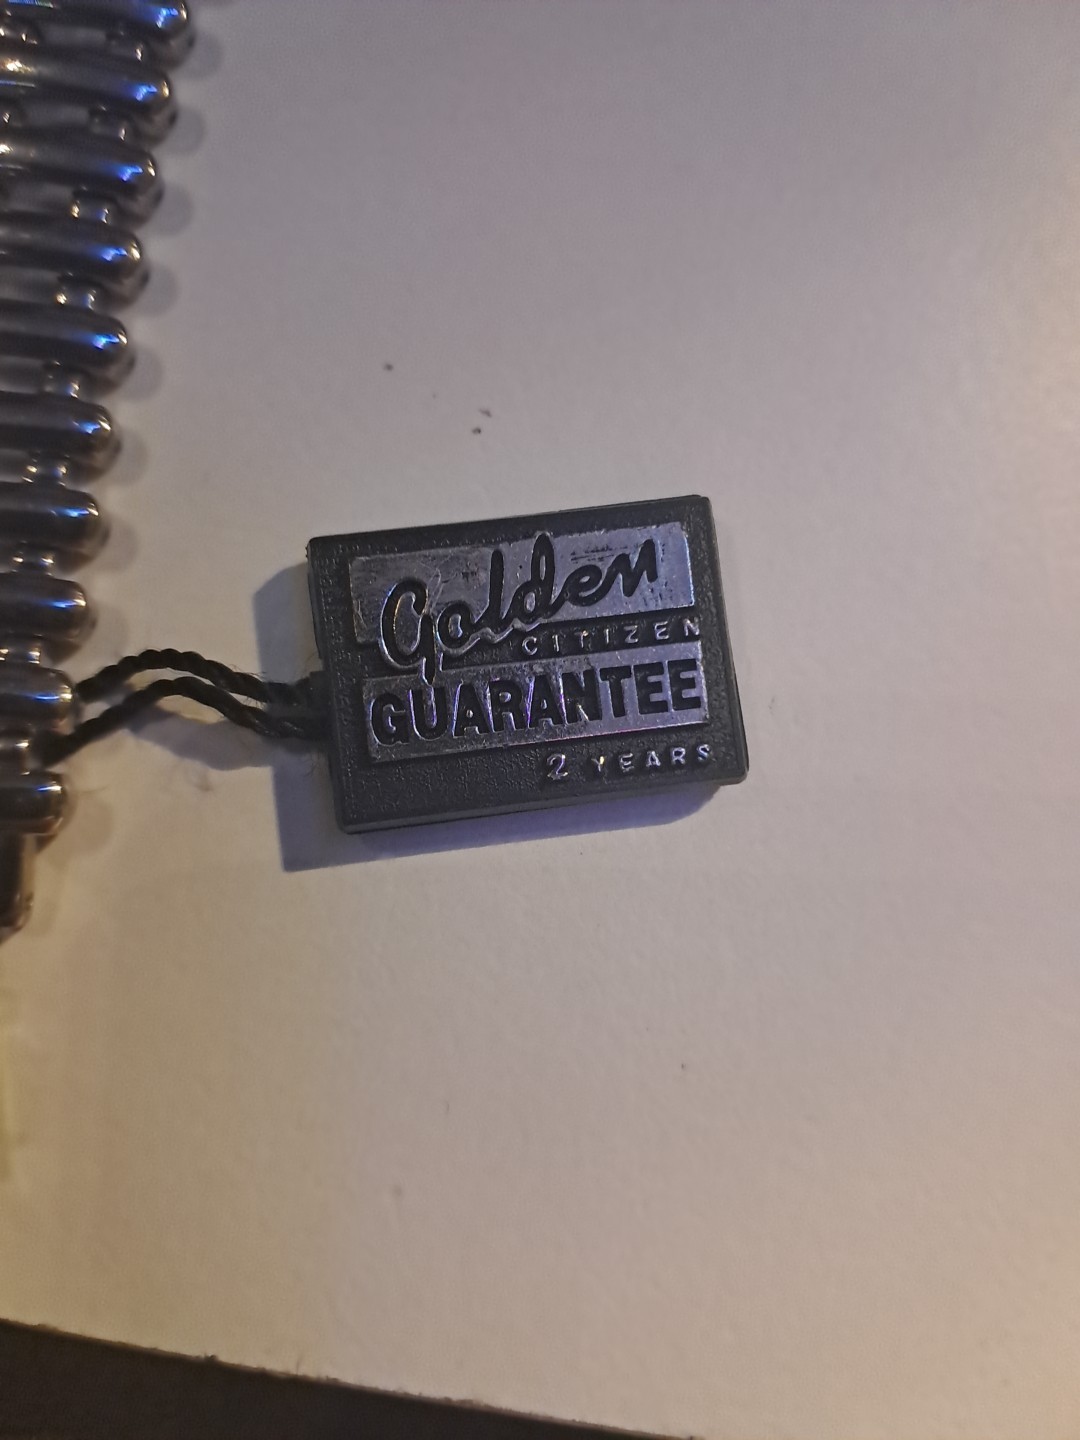 Golden
CITIZEN
GUARANTEE
2 YEARS